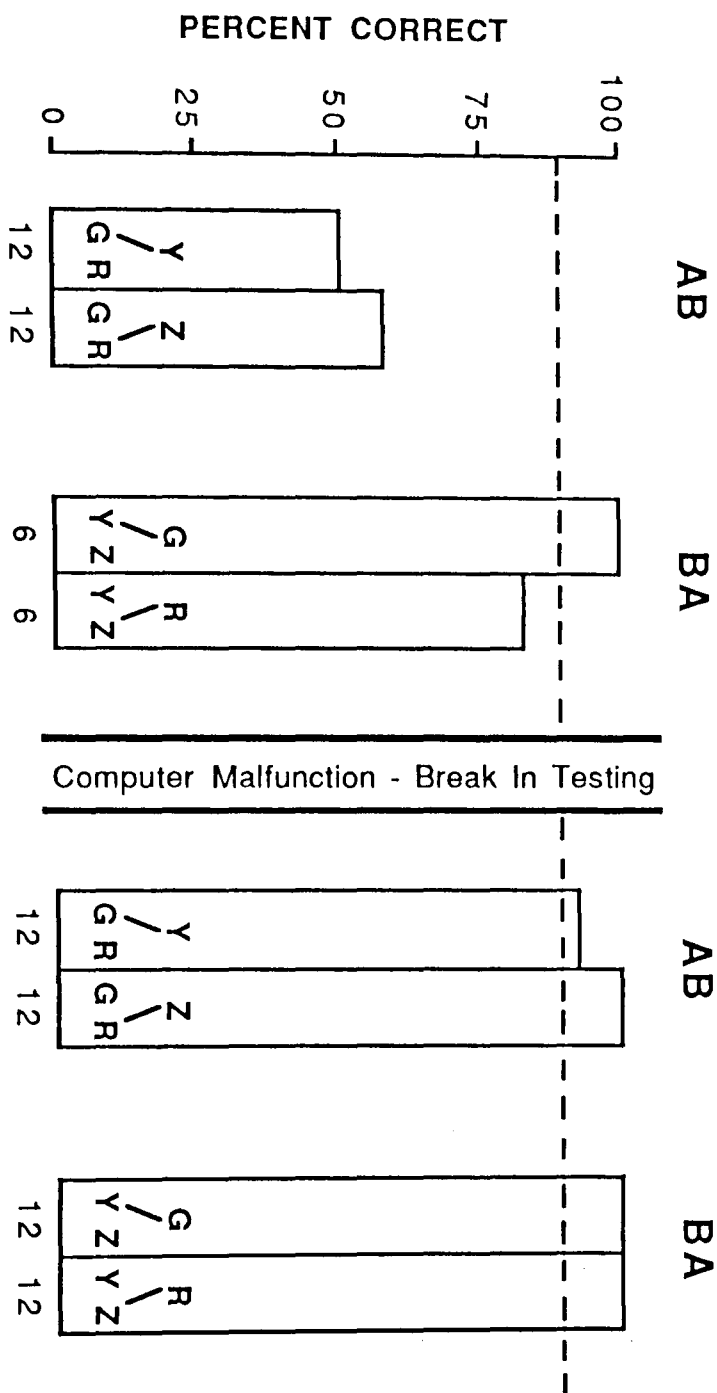 PERCENT CORRECT
100
75
50
25
0
AB
BA
AB
BA
Y
G R
Z
G R
G
Y Z
R
Y Z
Computer Malfunction - Break In Testing
Y
G R
Z
G R
G
Y Z
R
Y Z
12 12 6 6 12 12 12 12